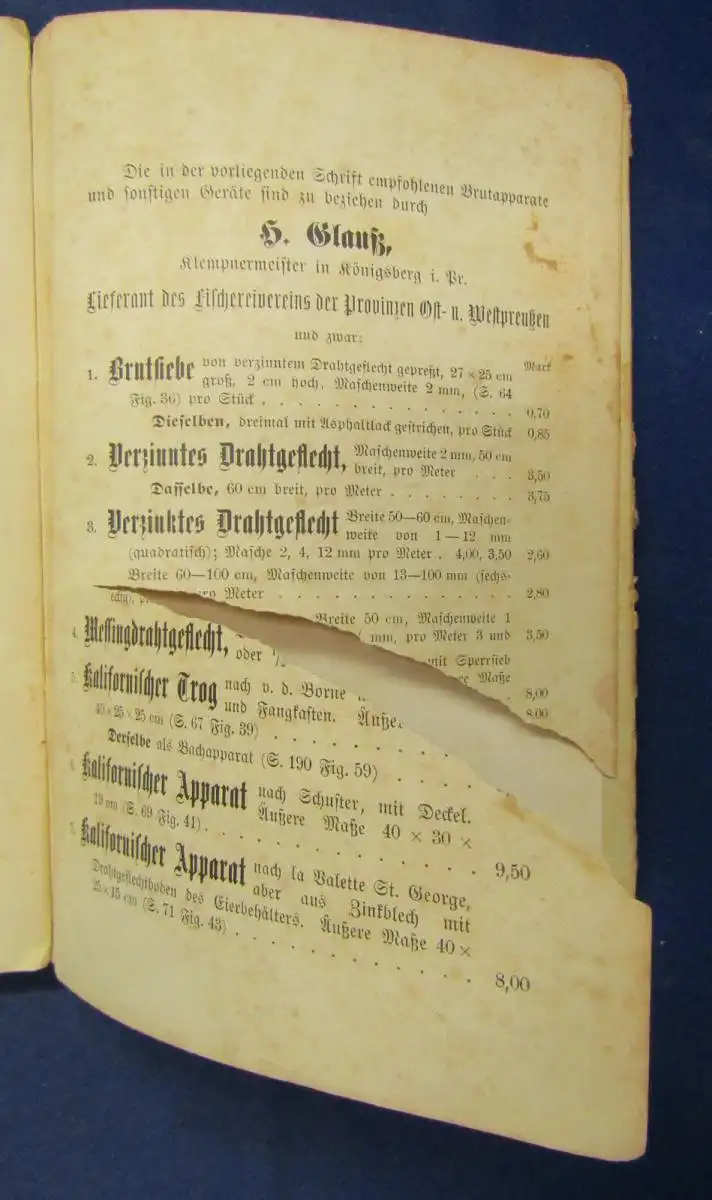 Die in der vorliegenden Schrift empfohlenen Brutapparate
und sonstigen Geräte sind zu beziehen durch
H. Glauß,
Klempnermeister in Königsberg i. Pr.
Lieferant des Fischereivereins der Provinzen Ost- u. Westpreußen
und zwar:
Mark
1. Brutsiebe von verzinntem Drahtgeflecht gepreßt, 27 × 25 cm
groß, 2 cm hoch, Maschenweite 2 mm, (S. 64
Fig. 36) pro Stück . . . . . . . . . . . . 0,70
Dieselben, dreimal mit Asphaltlack gestrichen, pro Stück 0,85
2. Verzinntes Drahtgeflecht, Maschenweite 2 mm, 50 cm
breit, pro Meter . . . 3,50
Dasselbe, 60 cm breit, pro Meter . . . . . . . . 3,75
3. Verzinktes Drahtgeflecht Breite 50—60 cm, Maschen-
weite von 1—12 mm
(quadratisch); Masche 2, 4, 12 mm pro Meter . 4,00, 3,50 2,60
Breite 60—100 cm, Maschenweite von 13—100 mm (sechs-
eckig), pro Meter . . . . . . . . . . . . . 2,80
4. Messingdrahtgeflecht, Breite 50 cm, Maschenweite 1
oder mm, pro Meter 3 und 3,50
5. Kalifornischer Trog nach v. d. Borne mit Sperrsieb
und Fangkasten. Äußere Maße
40 × 25 × 25 cm (S. 67 Fig. 39) . . . . . . 8,00
Derselbe als Bachapparat (S. 190 Fig. 59) . . . . 8,00
6. Kalifornischer Apparat nach Schuster, mit Deckel.
Äußere Maße 40 × 30 ×
cm (S. 69 Fig. 41) . . . . . . . . . . . 9,50
7. Kalifornischer Apparat nach la Valette St. George,
aber aus Zinkblech mit
Drahtgeflechtboden des Eierbehälters. Äußere Maße 40 ×
25 × 15 cm (S. 71 Fig. 43) . . . . . . . . . . 8,00